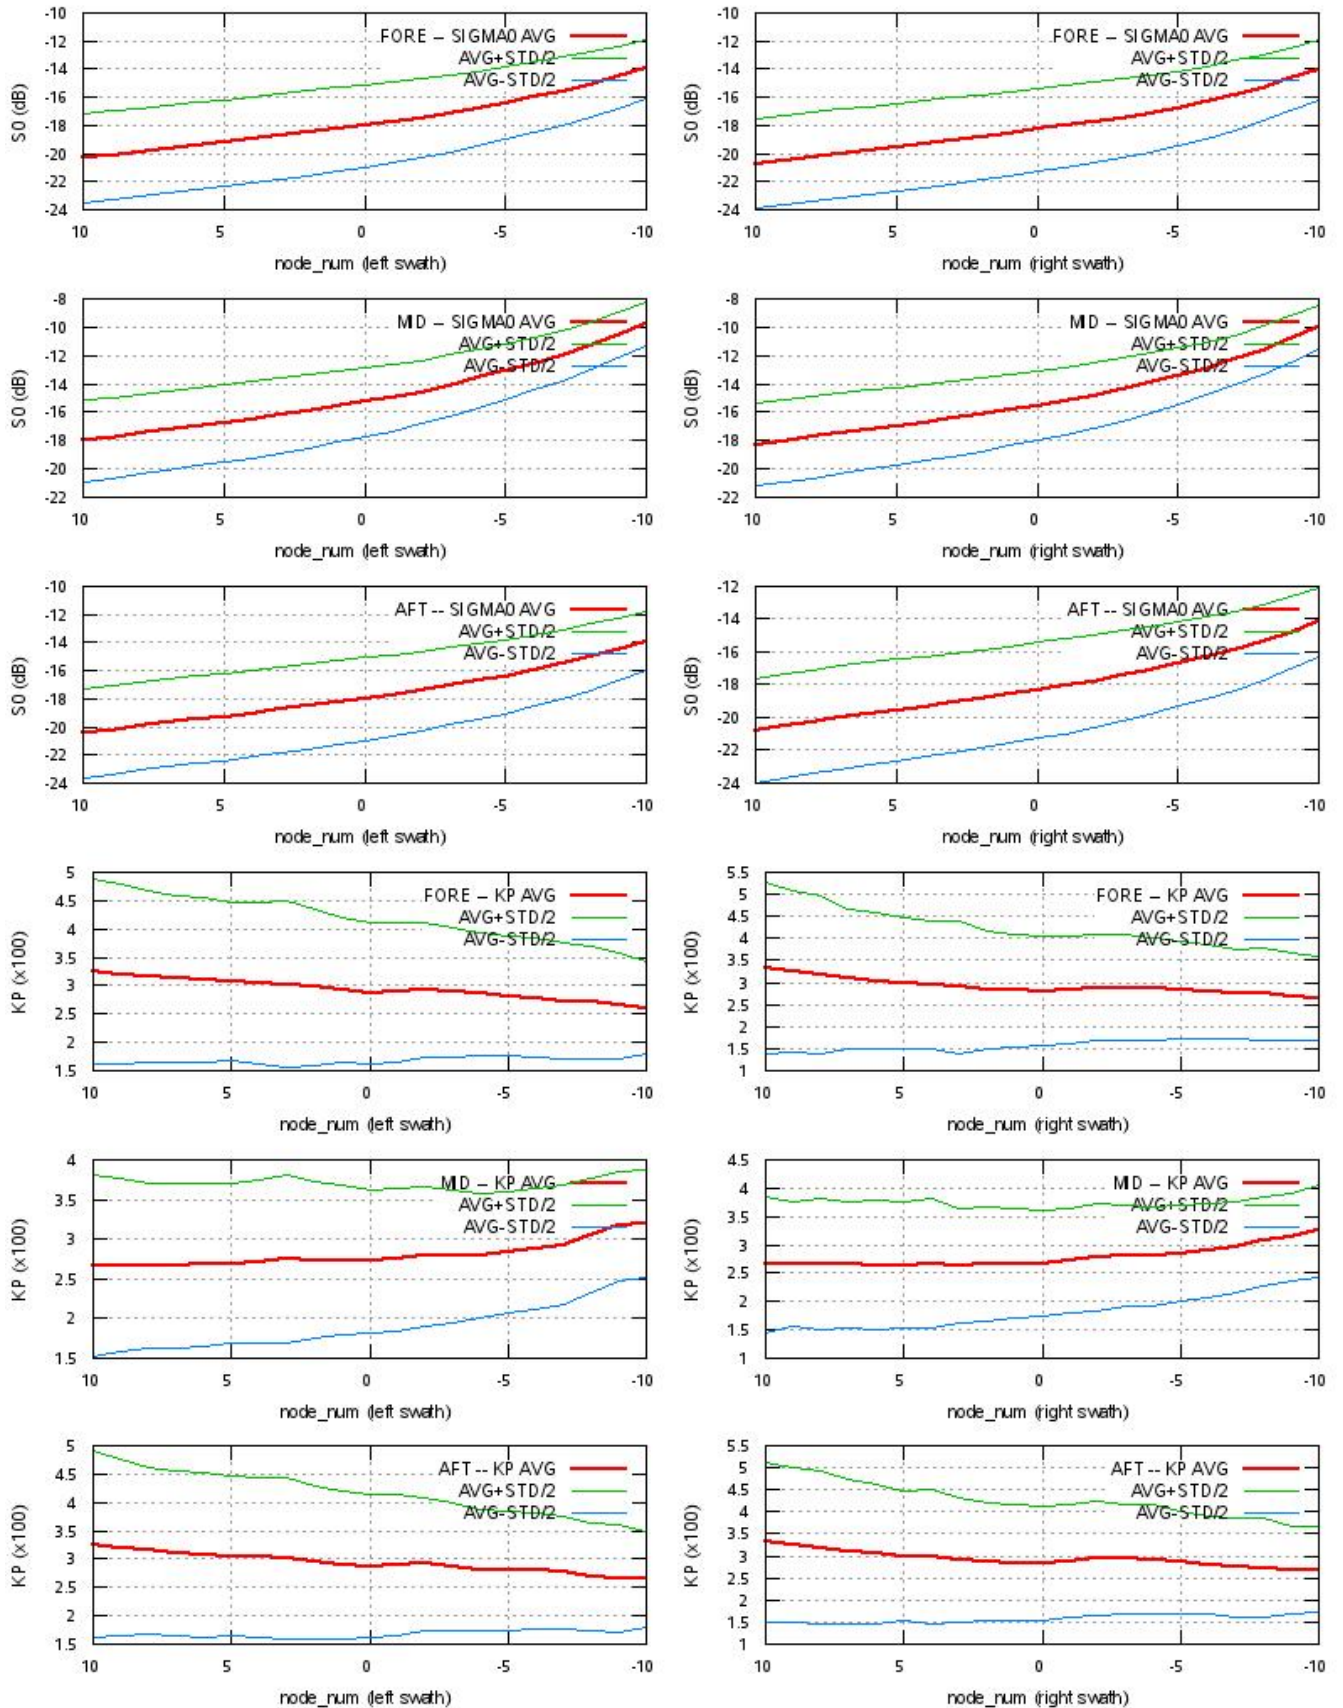 -10
-12
-14
-16
-18
-20
-22
-24
S0 (dB)
FORE -- SIGMA0 AVG
AVG+STD/2
AVG-STD/2
10 5 0 -5 -10
node_num (left swath)
-10
-12
-14
-16
-18
-20
-22
-24
S0 (dB)
FORE -- SIGMA0 AVG
AVG+STD/2
AVG-STD/2
10 5 0 -5 -10
node_num (right swath)
-8
-10
-12
-14
-16
-18
-20
-22
S0 (dB)
MID -- SIGMA0 AVG
AVG+STD/2
AVG-STD/2
10 5 0 -5 -10
node_num (left swath)
-8
-10
-12
-14
-16
-18
-20
-22
S0 (dB)
MID -- SIGMA0 AVG
AVG+STD/2
AVG-STD/2
10 5 0 -5 -10
node_num (right swath)
-10
-12
-14
-16
-18
-20
-22
-24
S0 (dB)
AFT -- SIGMA0 AVG
AVG+STD/2
AVG-STD/2
10 5 0 -5 -10
node_num (left swath)
-12
-14
-16
-18
-20
-22
-24
S0 (dB)
AFT -- SIGMA0 AVG
AVG+STD/2
AVG-STD/2
10 5 0 -5 -10
node_num (right swath)
5
4.5
4
3.5
3
2.5
2
1.5
KP (x100)
FORE -- KP AVG
AVG+STD/2
AVG-STD/2
10 5 0 -5 -10
node_num (left swath)
5.5
5
4.5
4
3.5
3
2.5
2
1.5
1
KP (x100)
FORE -- KP AVG
AVG+STD/2
AVG-STD/2
10 5 0 -5 -10
node_num (right swath)
4
3.5
3
2.5
2
1.5
KP (x100)
MID -- KP AVG
AVG+STD/2
AVG-STD/2
10 5 0 -5 -10
node_num (left swath)
4.5
4
3.5
3
2.5
2
1.5
1
KP (x100)
MID -- KP AVG
AVG+STD/2
AVG-STD/2
10 5 0 -5 -10
node_num (right swath)
5
4.5
4
3.5
3
2.5
2
1.5
KP (x100)
AFT -- KP AVG
AVG+STD/2
AVG-STD/2
10 5 0 -5 -10
node_num (left swath)
5.5
5
4.5
4
3.5
3
2.5
2
1.5
1
KP (x100)
AFT -- KP AVG
AVG+STD/2
AVG-STD/2
10 5 0 -5 -10
node_num (right swath)